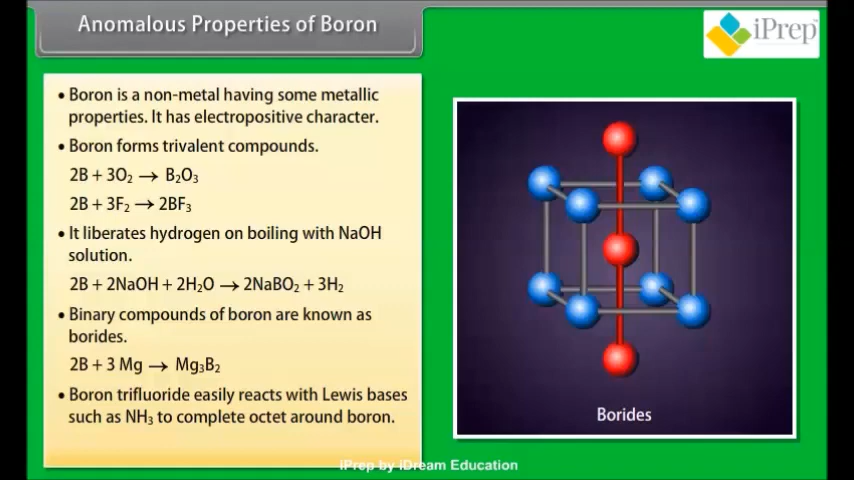 Anomalous Properties of Boron
iPrep
• Boron is a non-metal having some metallic
properties. It has electropositive character.
• Boron forms trivalent compounds.
2B + 3O₂ → B₂O₃
2B + 3F₂ → 2BF₃
• It liberates hydrogen on boiling with NaOH
solution.
2B + 2NaOH + 2H₂O → 2NaBO₂ + 3H₂
• Binary compounds of boron are known as
borides.
2B + 3 Mg → Mg₃B₂
• Boron trifluoride easily reacts with Lewis bases
such as NH₃ to complete octet around boron.
Borides
iPrep by iDream Education